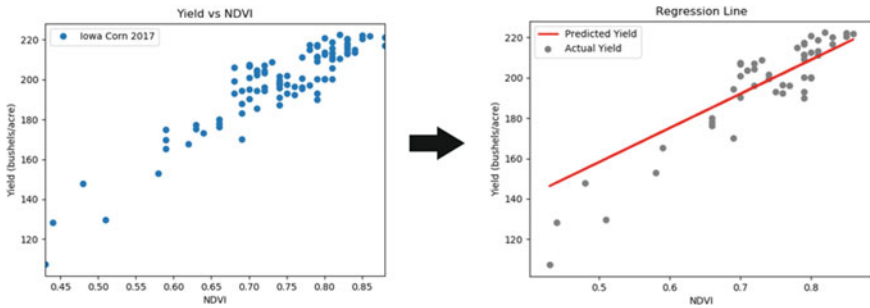 Yield vs NDVI
Iowa Corn 2017
Yield (bushels/acre)
220
200
180
160
140
120
0.45 0.50 0.55 0.60 0.65 0.70 0.75 0.80 0.85
NDVI
Regression Line
Predicted Yield
Actual Yield
Yield (bushels/acre)
220
200
180
160
140
120
0.5 0.6 0.7 0.8
NDVI